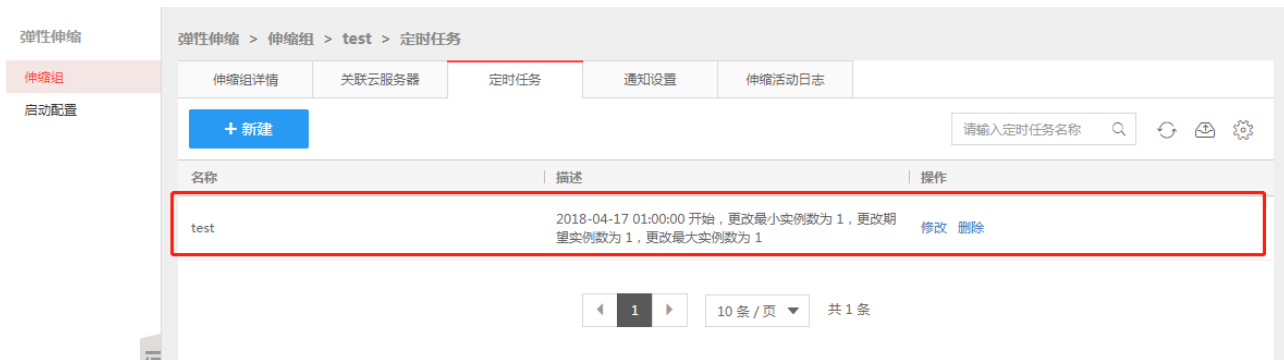 弹性伸缩
伸缩组
启动配置
弹性伸缩 > 伸缩组 > test > 定时任务
伸缩组详情 关联云服务器 定时任务 通知设置 伸缩活动日志
+ 新建 请输入定时任务名称
名称 描述 操作
test 2018-04-17 01:00:00 开始，更改最小实例数为 1，更改期 修改 删除
望实例数为 1，更改最大实例数为 1
1 10 条 / 页 共 1 条